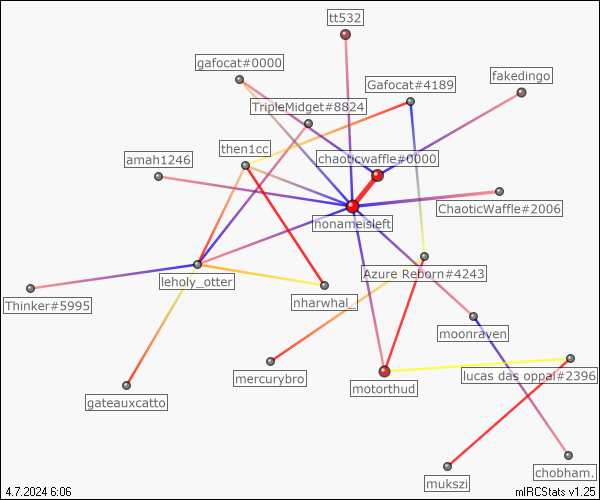 tt532
gafocat#0000
fakedingo
Gafocat#4189
TripleMidget#8824
then1cc
chaoticwaffle#0000
amah1246
ChaoticWaffle#2006
nonameisleft
Azure Reborn#4243
leholy_otter
nharwhal_
Thinker#5995
moonraven
lucas das oppal#2396
mercurybro
motorthud
gateauxcatto
chobham.
mukszi
4.7.2024 6:06
mIRCStats v1.25